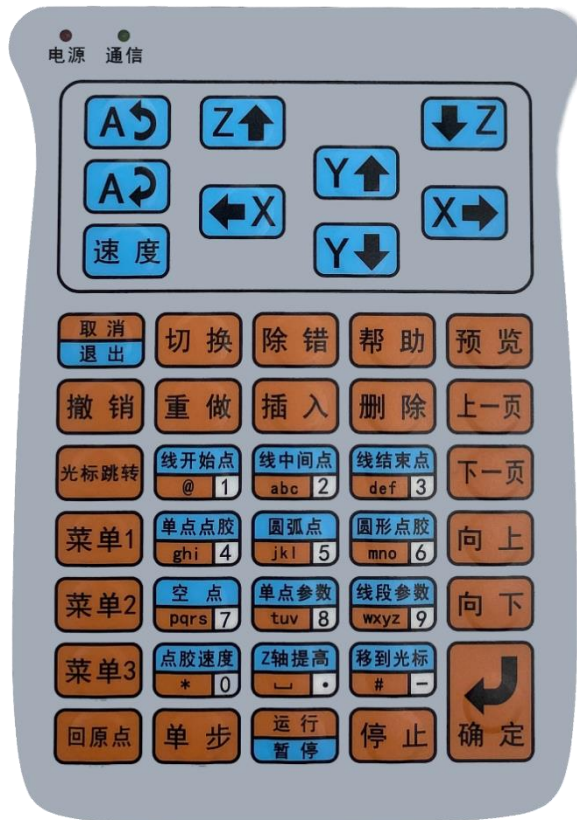 电源 通信
A Z Z
A Y
X X
速度 Y
取消 切换 除错 帮助 预览
退出
撤销 重做 插入 删除 上一页
光标跳转 线开始点 线中间点 线结束点 下一页
@ 1 abc 2 def 3
菜单1 单点点胶 圆弧点 圆形点胶 向上
ghi 4 jkl 5 mno 6
菜单2 空点 单点参数 线段参数 向下
pqrs 7 tuv 8 wxyz 9
菜单3 点胶速度 Z轴提高 移到光标
* 0 ⎵ · # -
回原点 单步 运行 停止 确定
暂停